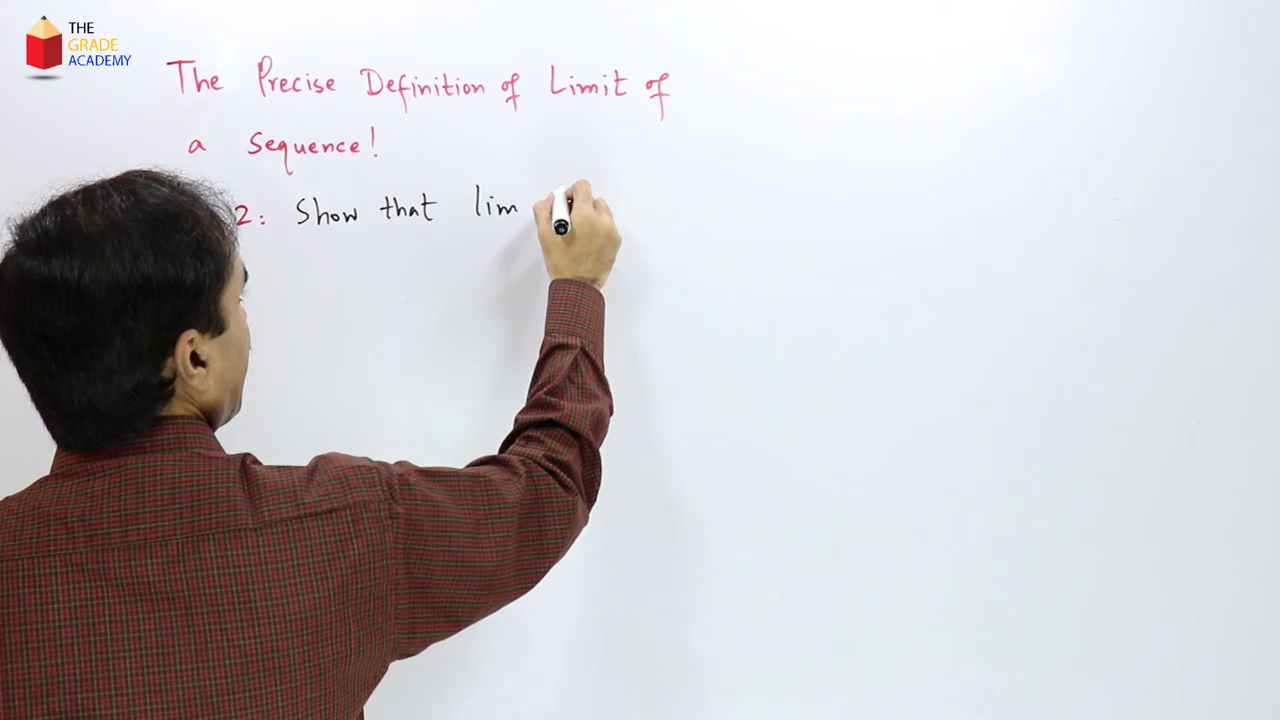 THE
GRADE
ACADEMY
The Precise Definition of Limit of
a Sequence!
2: Show that lim